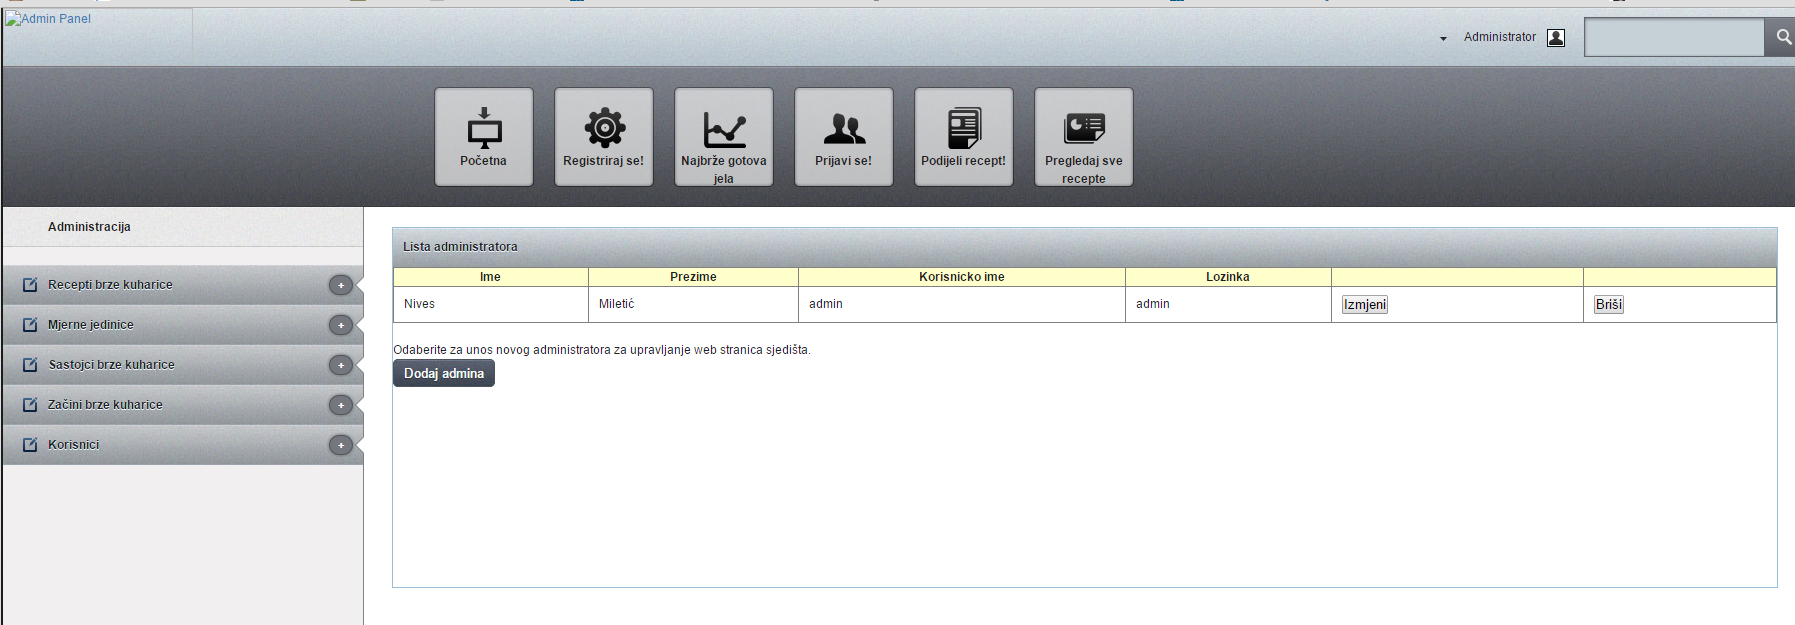 Admin Panel
Administrator
Početna
Registriraj se!
Najbrže gotova
jela
Prijavi se!
Podijeli recept!
Pregledaj sve
recepte
Administracija
Recepti brze kuharice
Mjerne jedinice
Sastojci brze kuharice
Začini brze kuharice
Korisnici
Lista administratora
Ime Prezime Korisnicko ime Lozinka
Nives Miletić admin admin Izmjeni Briši
Odaberite za unos novog administratora za upravljanje web stranica sjedišta.
Dodaj admina